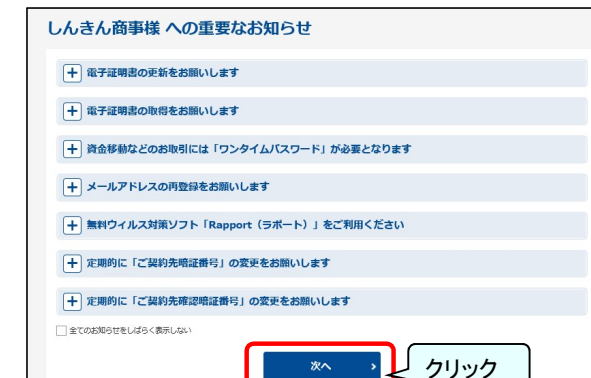 しんきん商事様 への重要なお知らせ
電子証明書の更新をお願いします
電子証明書の取得をお願いします
資金移動などのお取引には「ワンタイムパスワード」が必要となります
メールアドレスの再登録をお願いします
無料ウィルス対策ソフト「Rapport（ラポート）」をご利用ください
定期的に「ご契約先暗証番号」の変更をお願いします
定期的に「ご契約先確認暗証番号」の変更をお願いします
全てのお知らせをしばらく表示しない
次へ
クリック